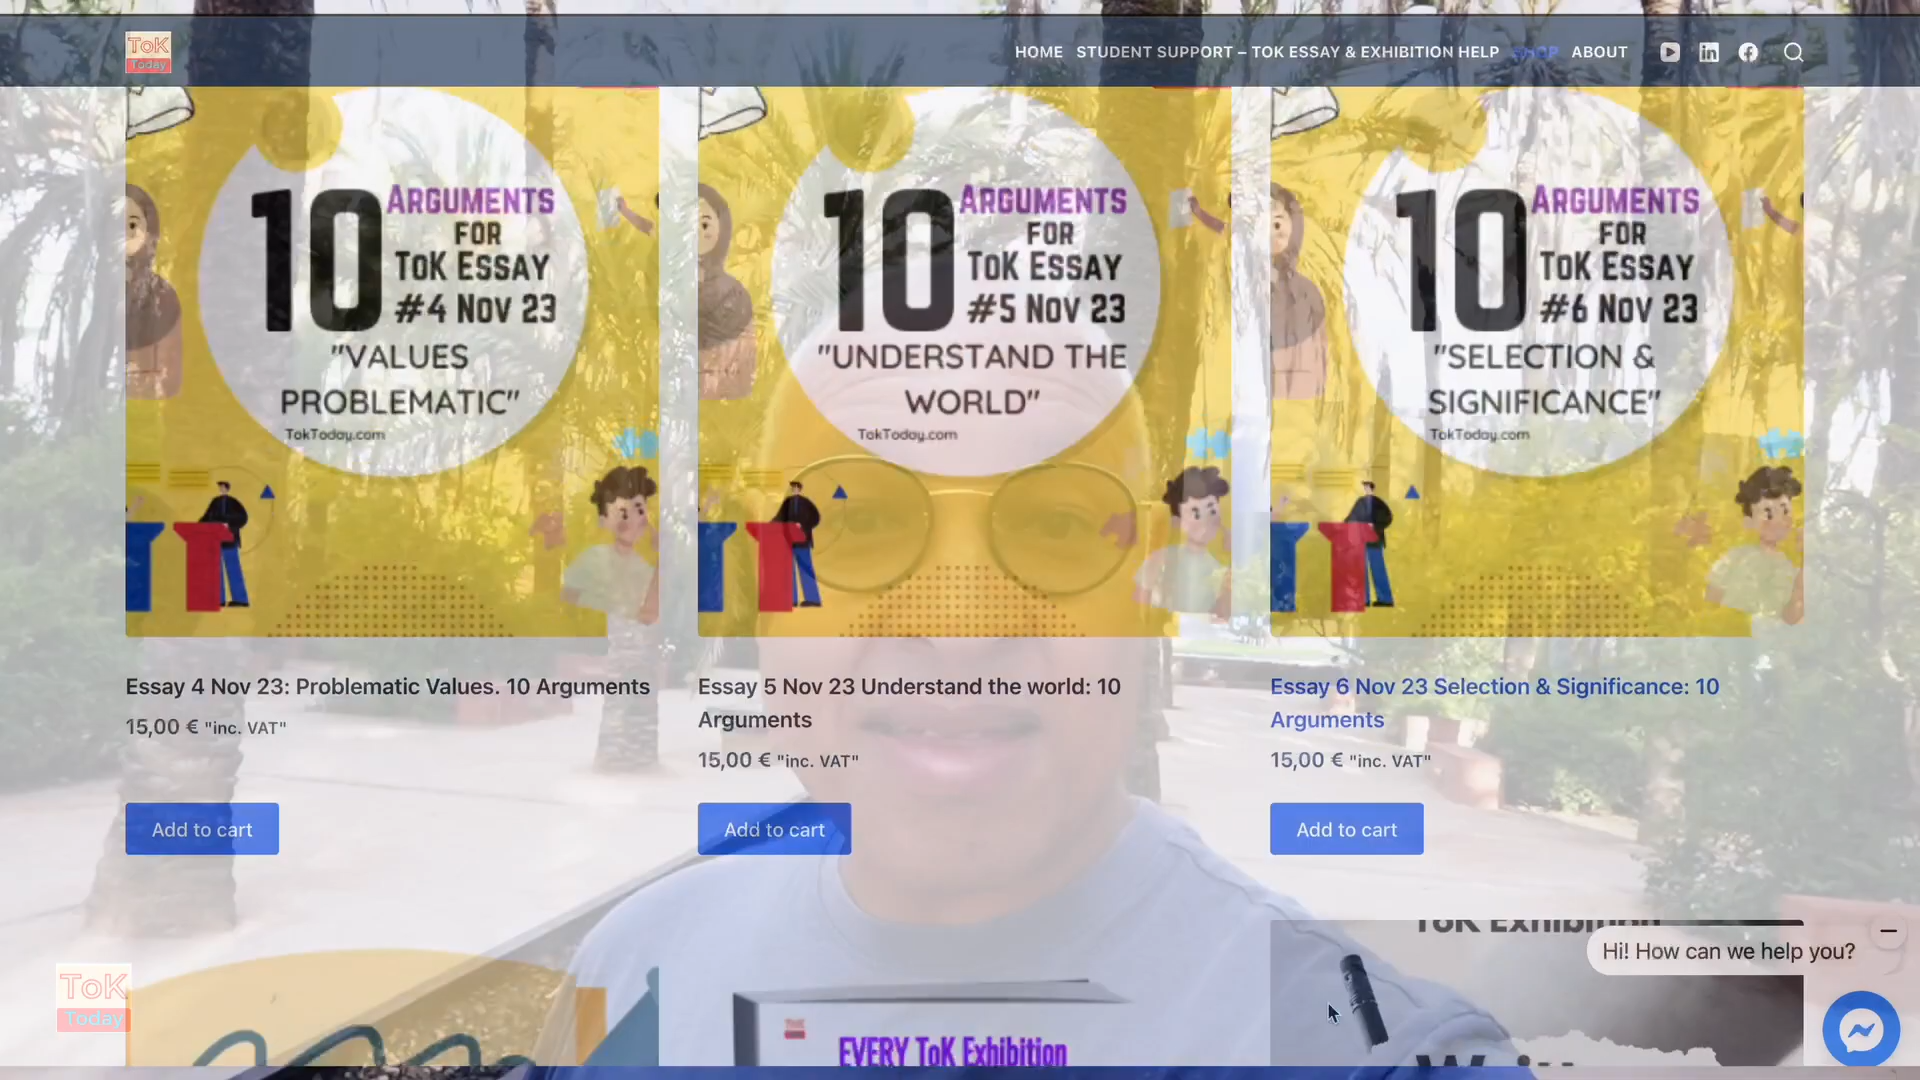 ToK
Today
HOME STUDENT SUPPORT – TOK ESSAY & EXHIBITION HELP SHOP ABOUT
10 ARGUMENTS
FOR
TOK ESSAY
#4 NOV 23
"VALUES
PROBLEMATIC"
TokToday.com
10 ARGUMENTS
FOR
TOK ESSAY
#5 NOV 23
"UNDERSTAND THE
WORLD"
TokToday.com
10 ARGUMENTS
FOR
TOK ESSAY
#6 NOV 23
"SELECTION &
SIGNIFICANCE"
TokToday.com
Essay 4 Nov 23: Problematic Values. 10 Arguments
15,00 € "inc. VAT"
Add to cart
Essay 5 Nov 23 Understand the world: 10
Arguments
15,00 € "inc. VAT"
Add to cart
Essay 6 Nov 23 Selection & Significance: 10
Arguments
15,00 € "inc. VAT"
Add to cart
EVERY ToK Exhibition
ToK Exhibition
Hi! How can we help you?
ToK
Today